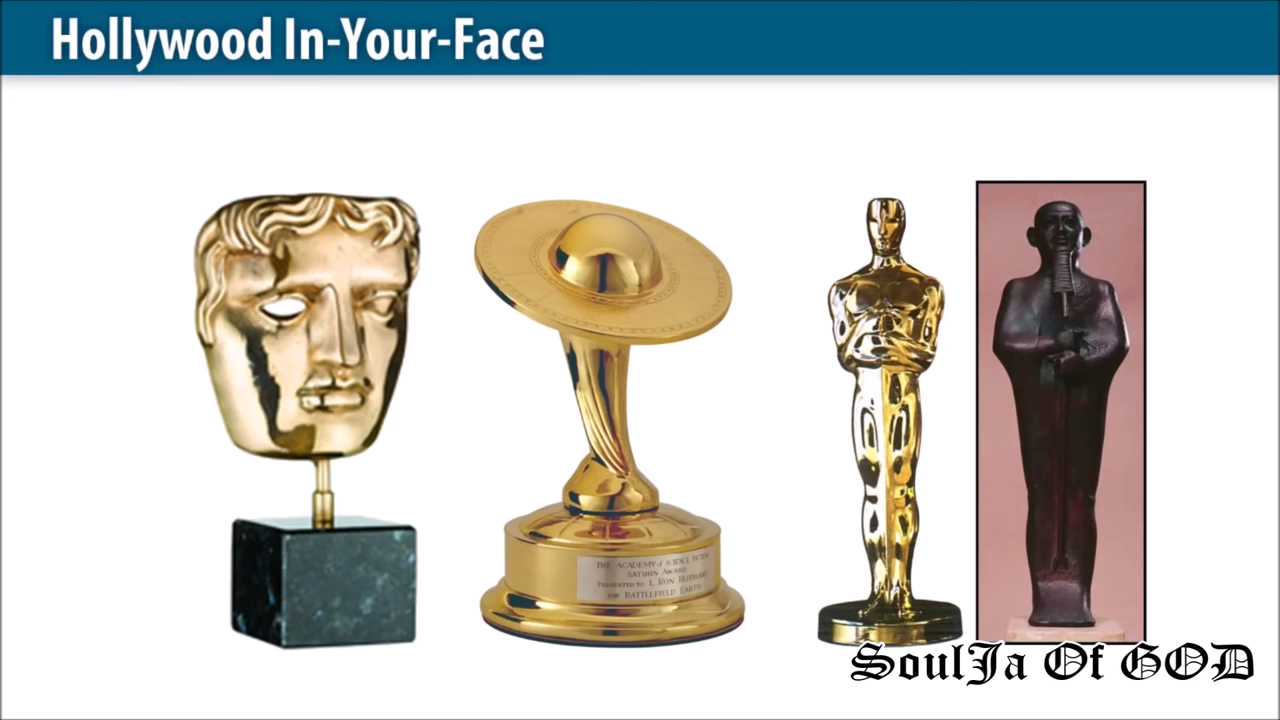 Hollywood In-Your-Face
THE ACADEMY of SCIENCE FICTION
SATURN AWARD
PRESENTED TO L. RON HUBBARD
FOR BATTLEFIELD EARTH
SoulJa Of GOD